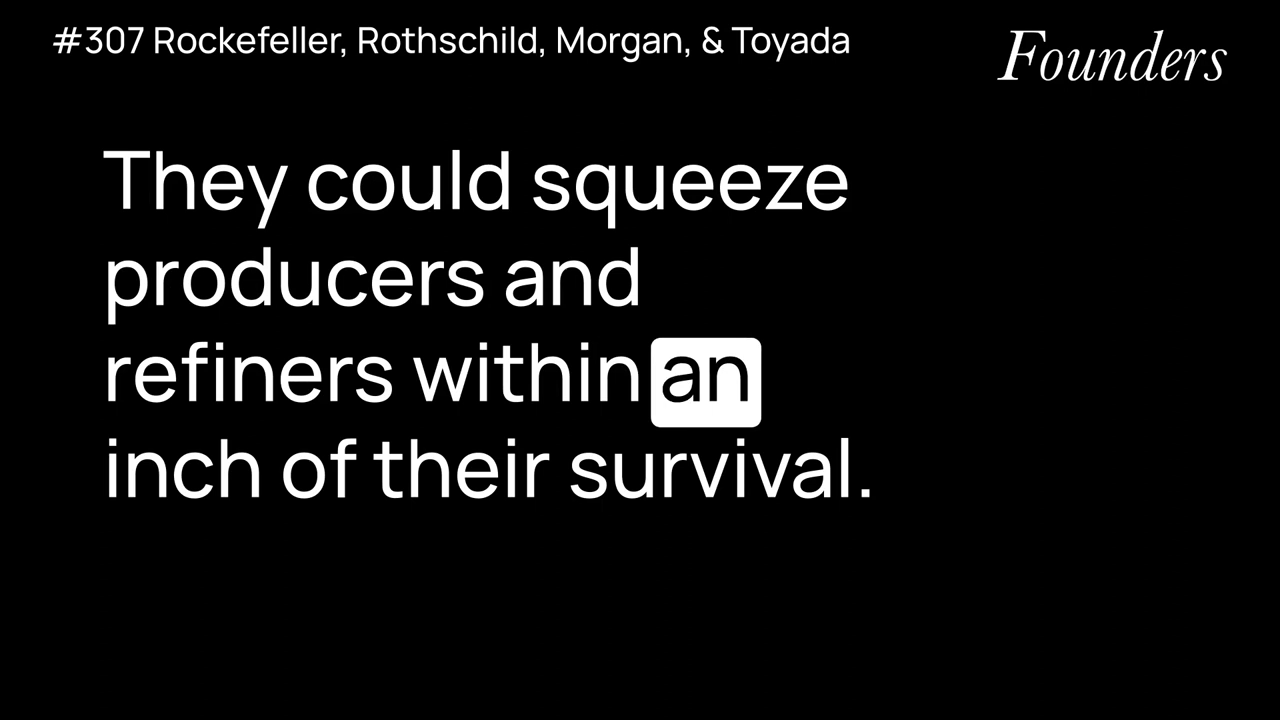 #307 Rockefeller, Rothschild, Morgan, & Toyada
Founders
They could squeeze
producers and
refiners within an
inch of their survival.